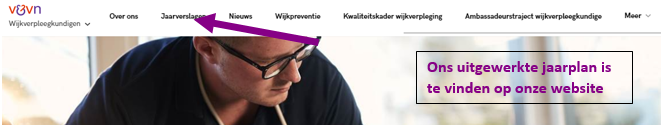 v&vn
Wijkverpleegkundigen
Over ons Jaarverslagen Nieuws Wijkpreventie Kwaliteitskader wijkverpleging Ambassadeurstraject wijkverpleegkundige Meer
Ons uitgewerkte jaarplan is
te vinden op onze website